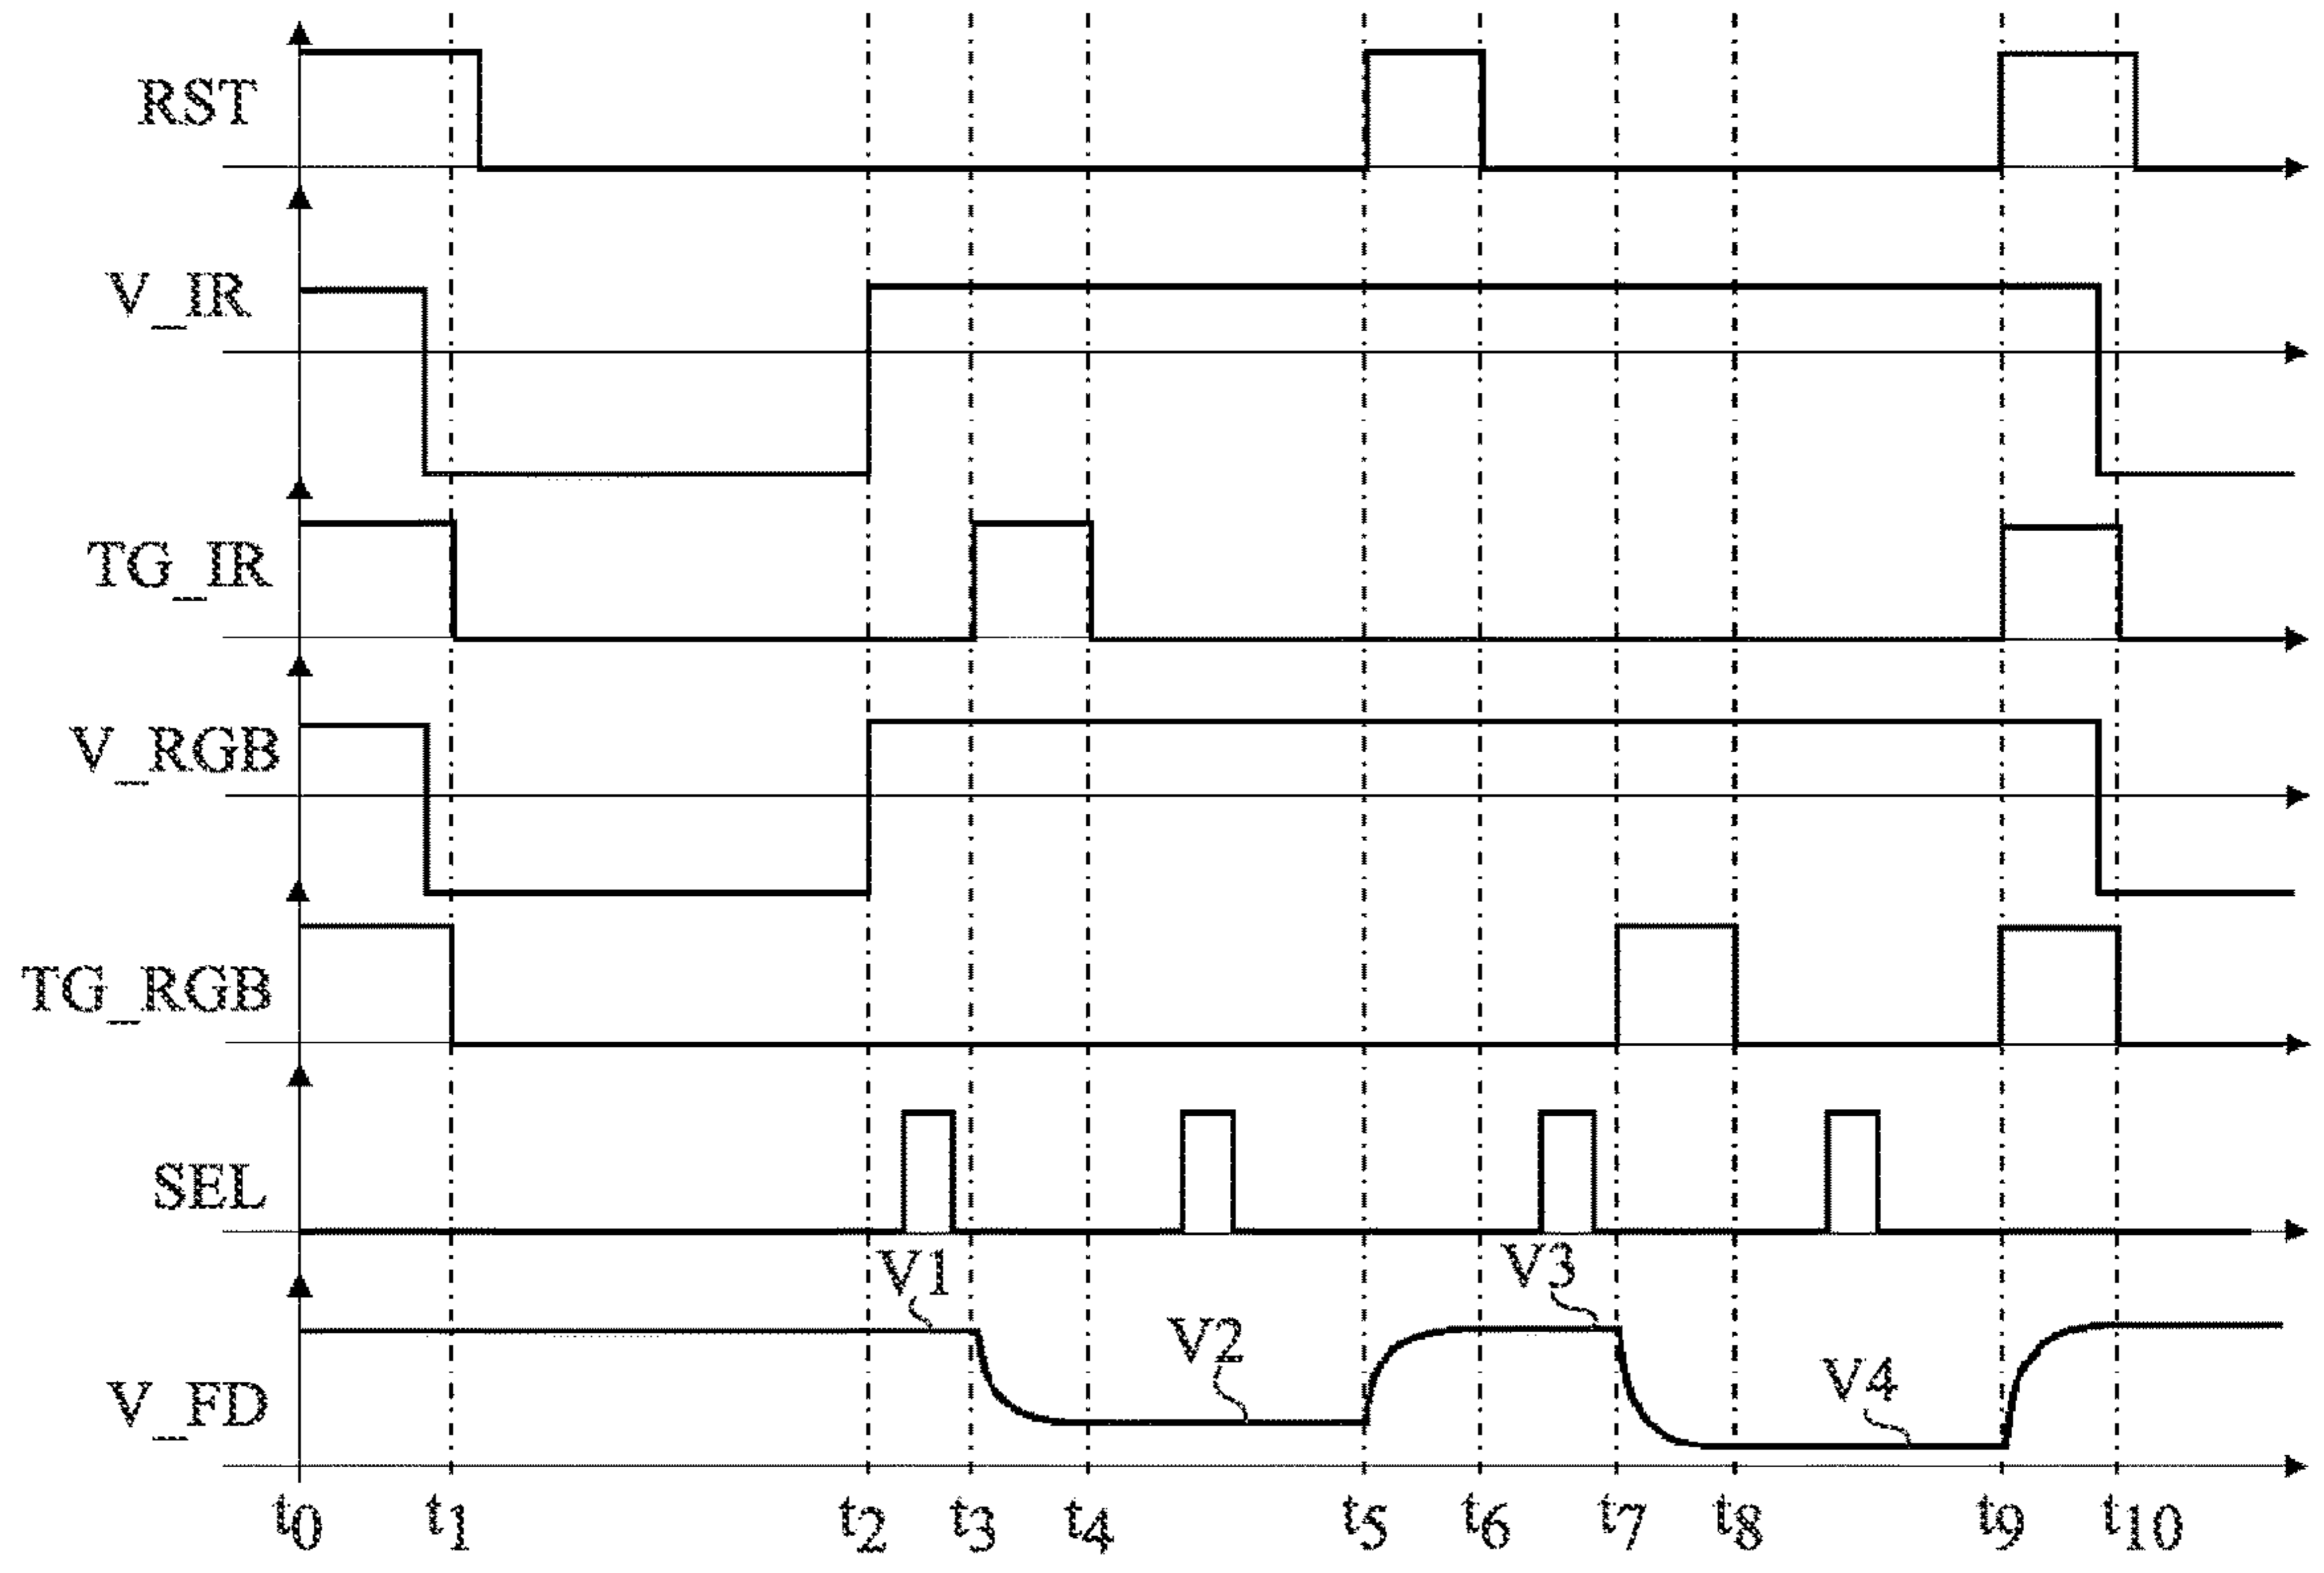 RST
V_IR
TG_IR
V_RGB
TG_RGB
SEL
V1
V3
V2
V4
V_FD
t0 t1 t2 t3 t4 t5 t6 t7 t8 t9 t10